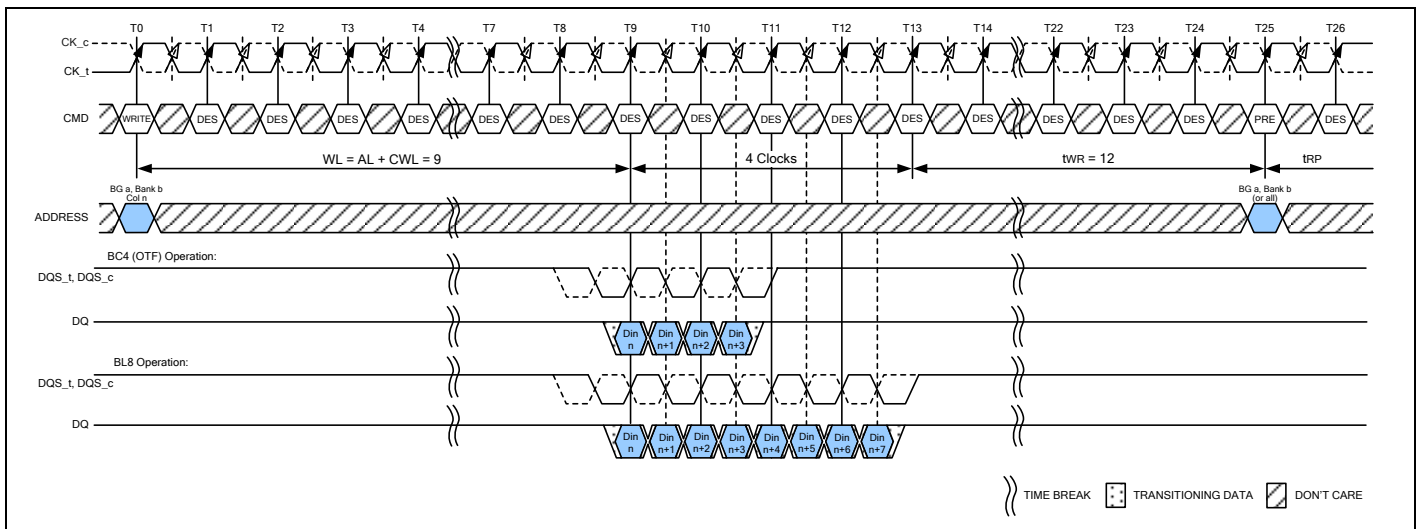 T0 T1 T2 T3 T4 T7 T8 T9 T10 T11 T12 T13 T14 T22 T23 T24 T25 T26
CK_c
CK_t
CMD WRITE DES DES DES DES DES DES DES DES DES DES DES DES DES DES DES PRE DES
WL = AL + CWL = 9 4 Clocks tWR = 12 tRP
BG a, Bank b
Col n
BG a, Bank b
(or all)
ADDRESS
BC4 (OTF) Operation:
DQS_t, DQS_c
DQ
Din n Din n+1 Din n+2 Din n+3
BL8 Operation:
DQS_t, DQS_c
DQ
Din n Din n+1 Din n+2 Din n+3 Din n+4 Din n+5 Din n+6 Din n+7
TIME BREAK TRANSITIONING DATA DON'T CARE